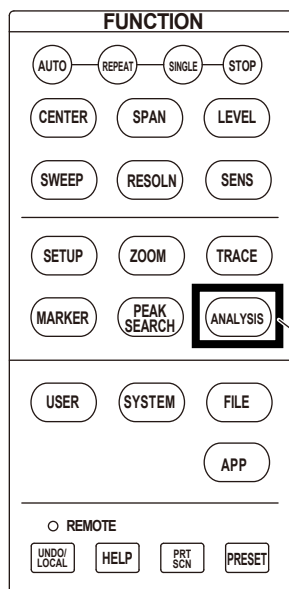 FUNCTION
AUTO REPEAT SINGLE STOP
CENTER SPAN LEVEL
SWEEP RESOLN SENS
SETUP ZOOM TRACE
MARKER PEAK SEARCH ANALYSIS
USER SYSTEM FILE
APP
REMOTE
UNDO/LOCAL HELP PRT SCN PRESET